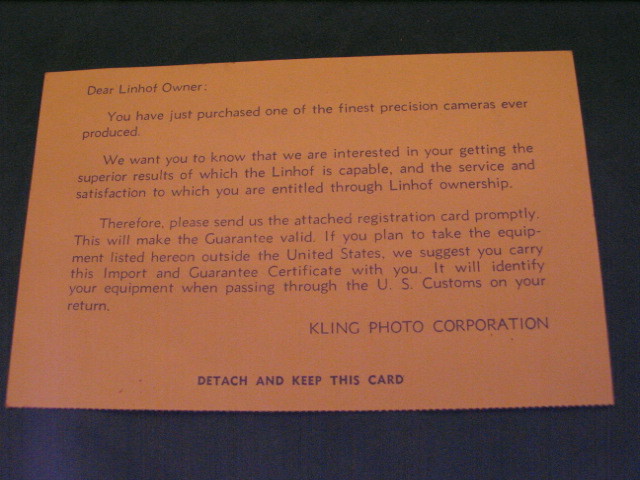 Dear Linhof Owner:
You have just purchased one of the finest precision cameras ever
produced.
We want you to know that we are interested in your getting the
superior results of which the Linhof is capable, and the service and
satisfaction to which you are entitled through Linhof ownership.
Therefore, please send us the attached registration card promptly.
This will make the Guarantee valid. If you plan to take the equip-
ment listed hereon outside the United States, we suggest you carry
this Import and Guarantee Certificate with you. It will identify
your equipment when passing through the U. S. Customs on your
return.
KLING PHOTO CORPORATION
DETACH AND KEEP THIS CARD